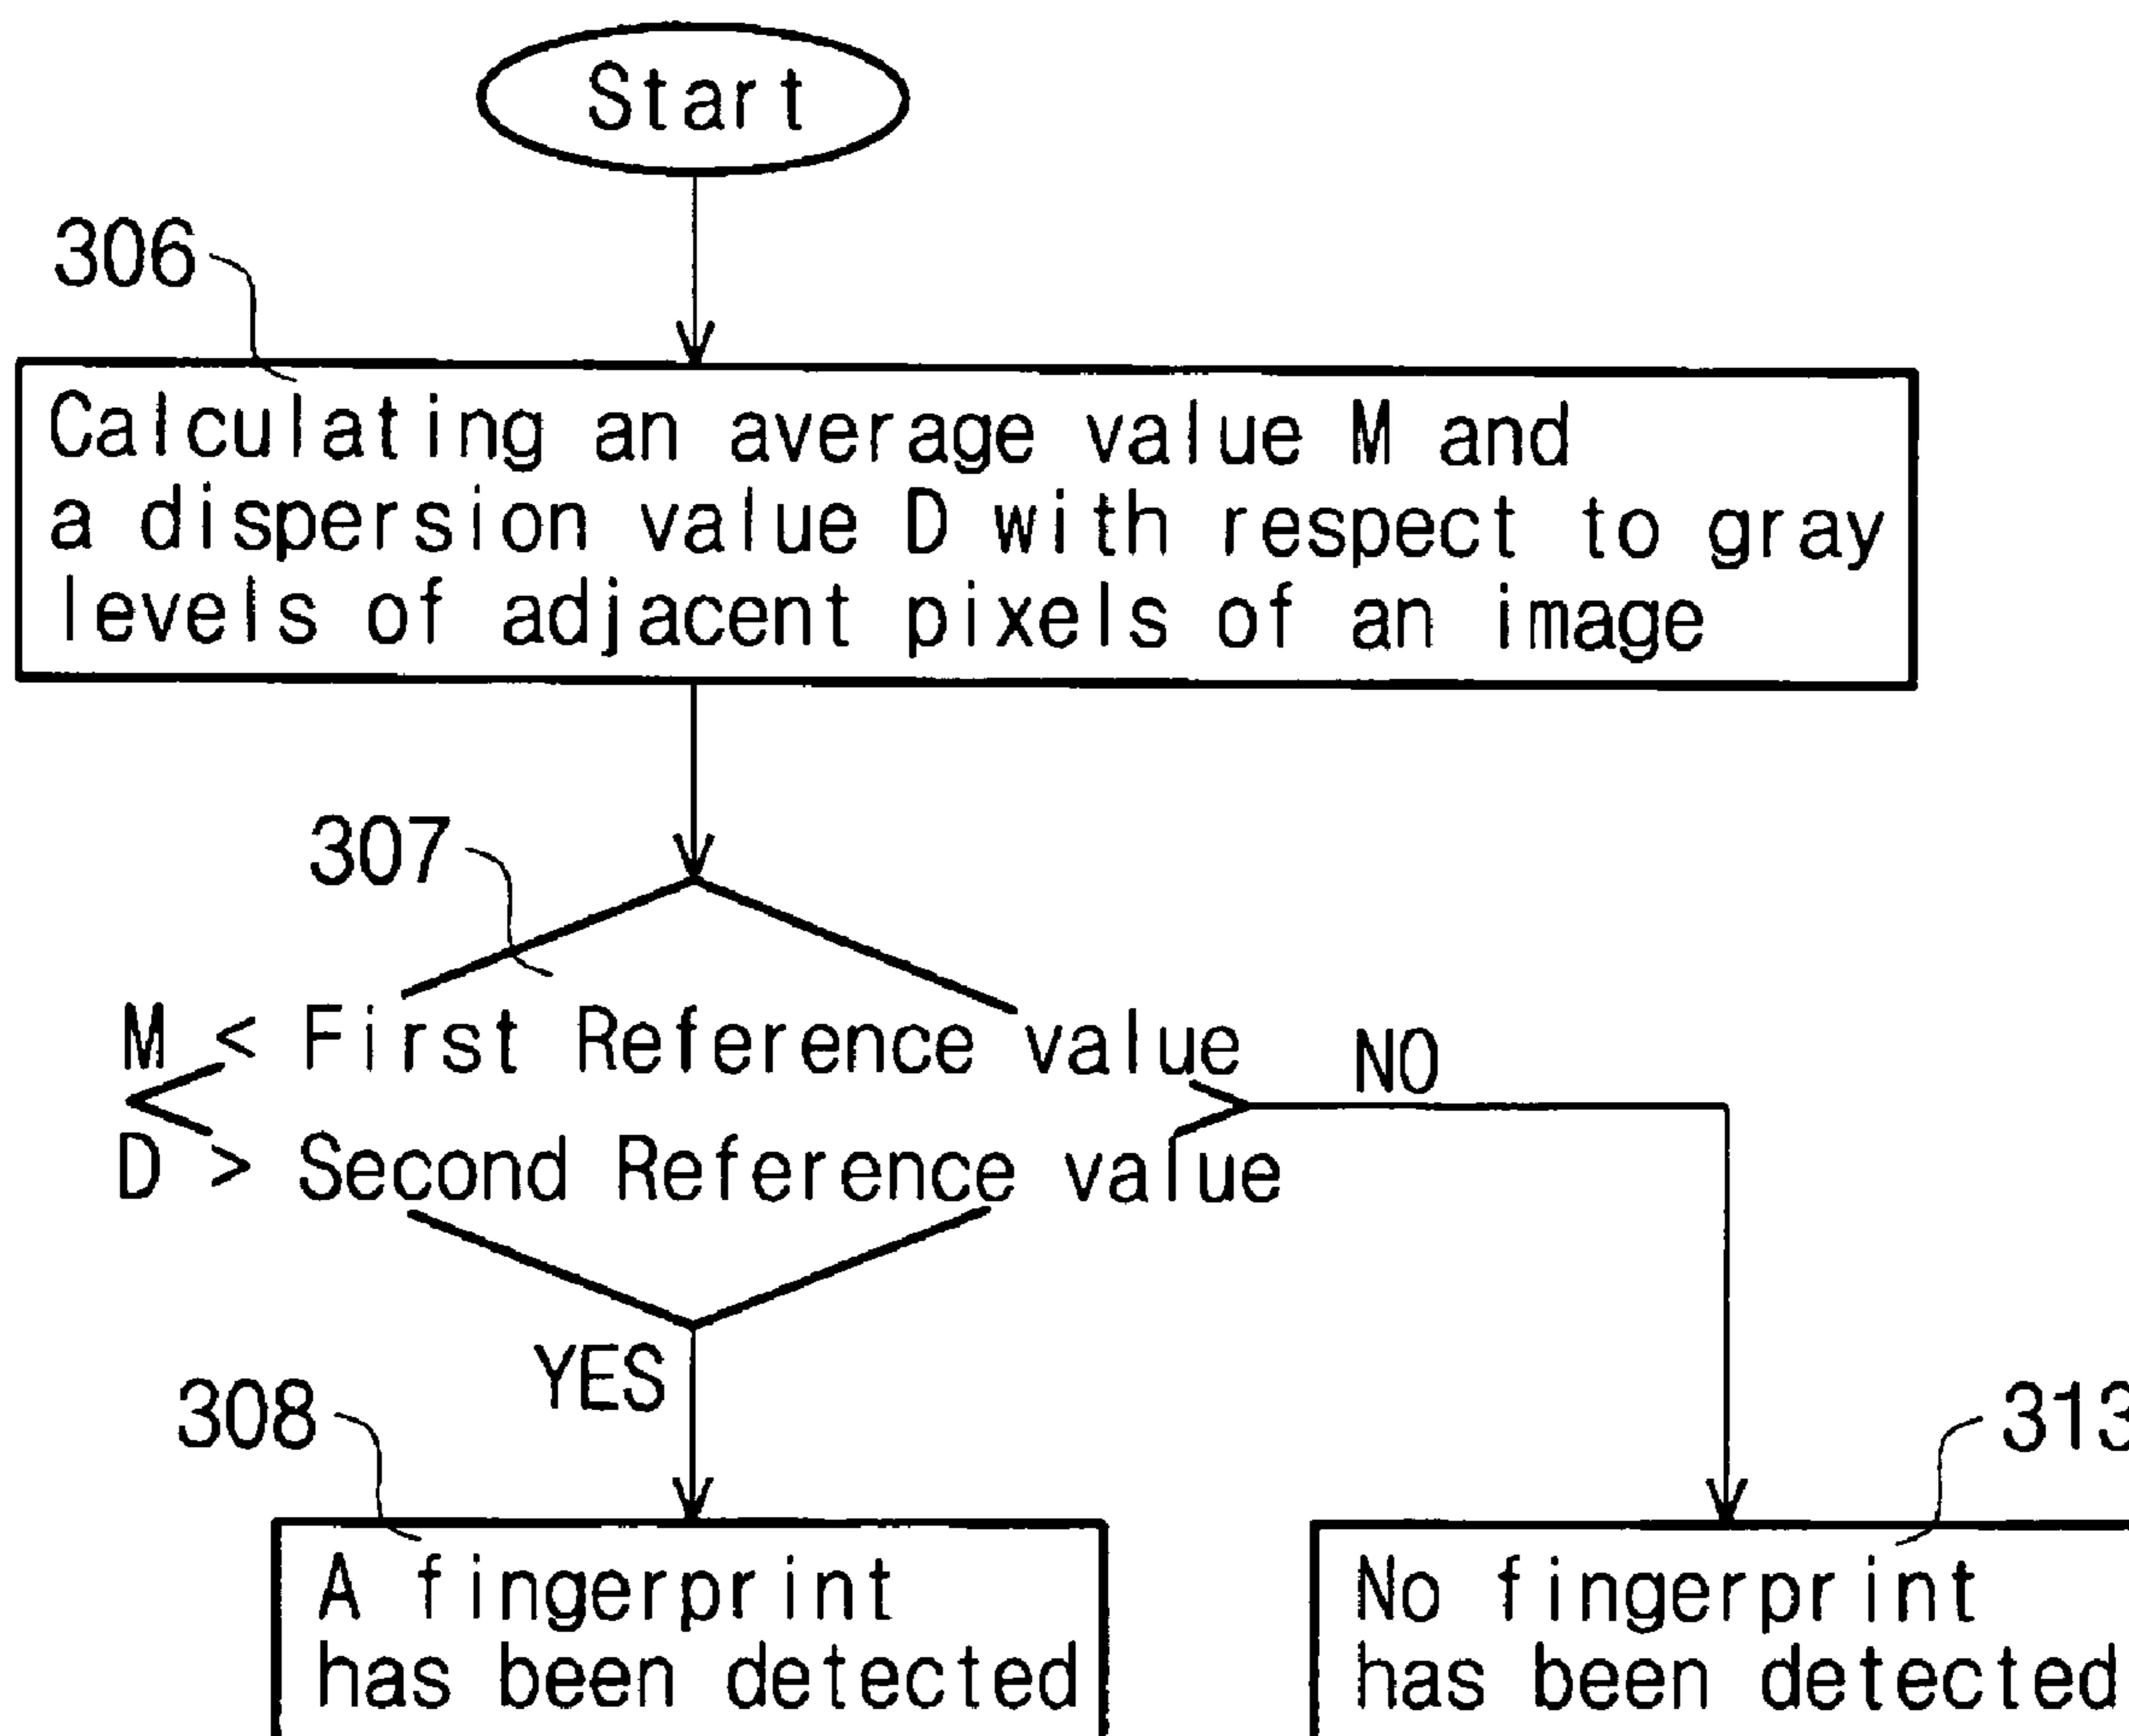 Start
306
Calculating an average value M and
a dispersion value D with respect to gray
levels of adjacent pixels of an image
307
M < First Reference value
NO
D > Second Reference value
YES
308
313
A fingerprint
has been detected
No fingerprint
has been detected